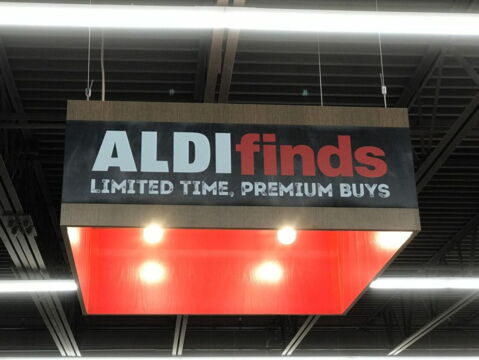 ALDIfinds
LIMITED TIME, PREMIUM BUYS